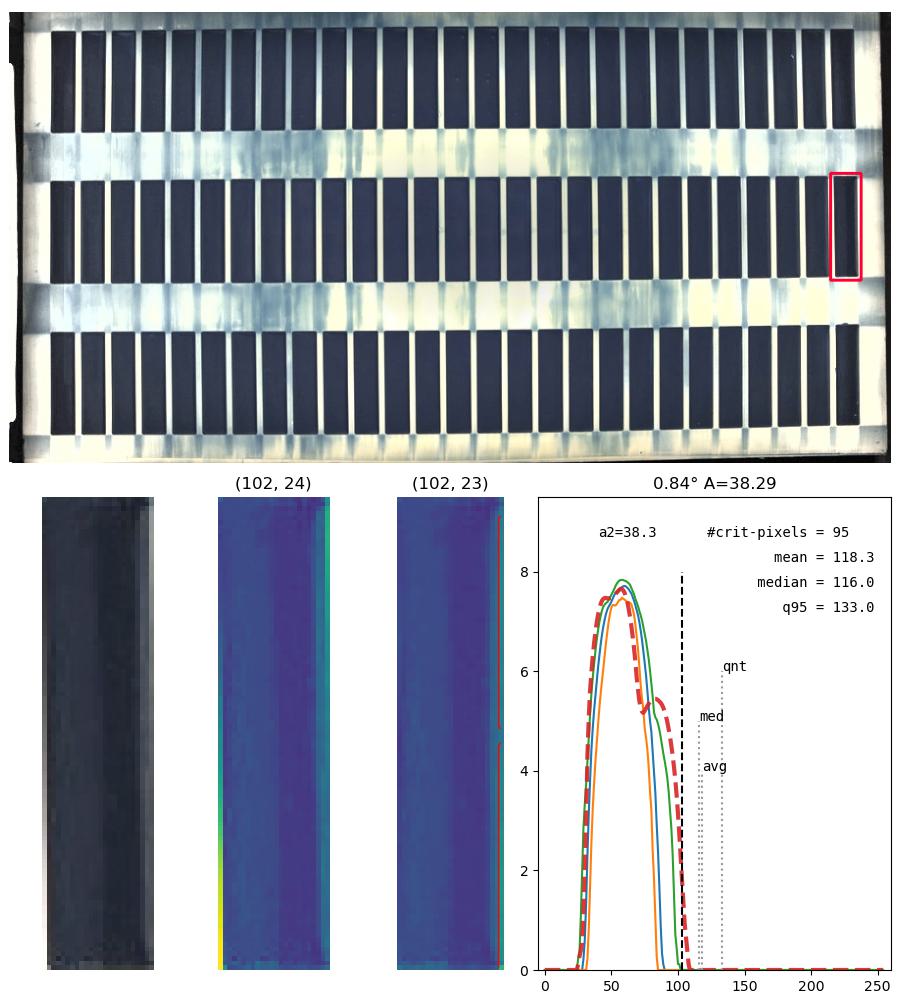 (102, 24)
(102, 23)
0.84° A=38.29
a2=38.3
#crit-pixels = 95
mean = 118.3
median = 116.0
q95 = 133.0
qnt
med
avg
8
6
4
2
0
0 50 100 150 200 250